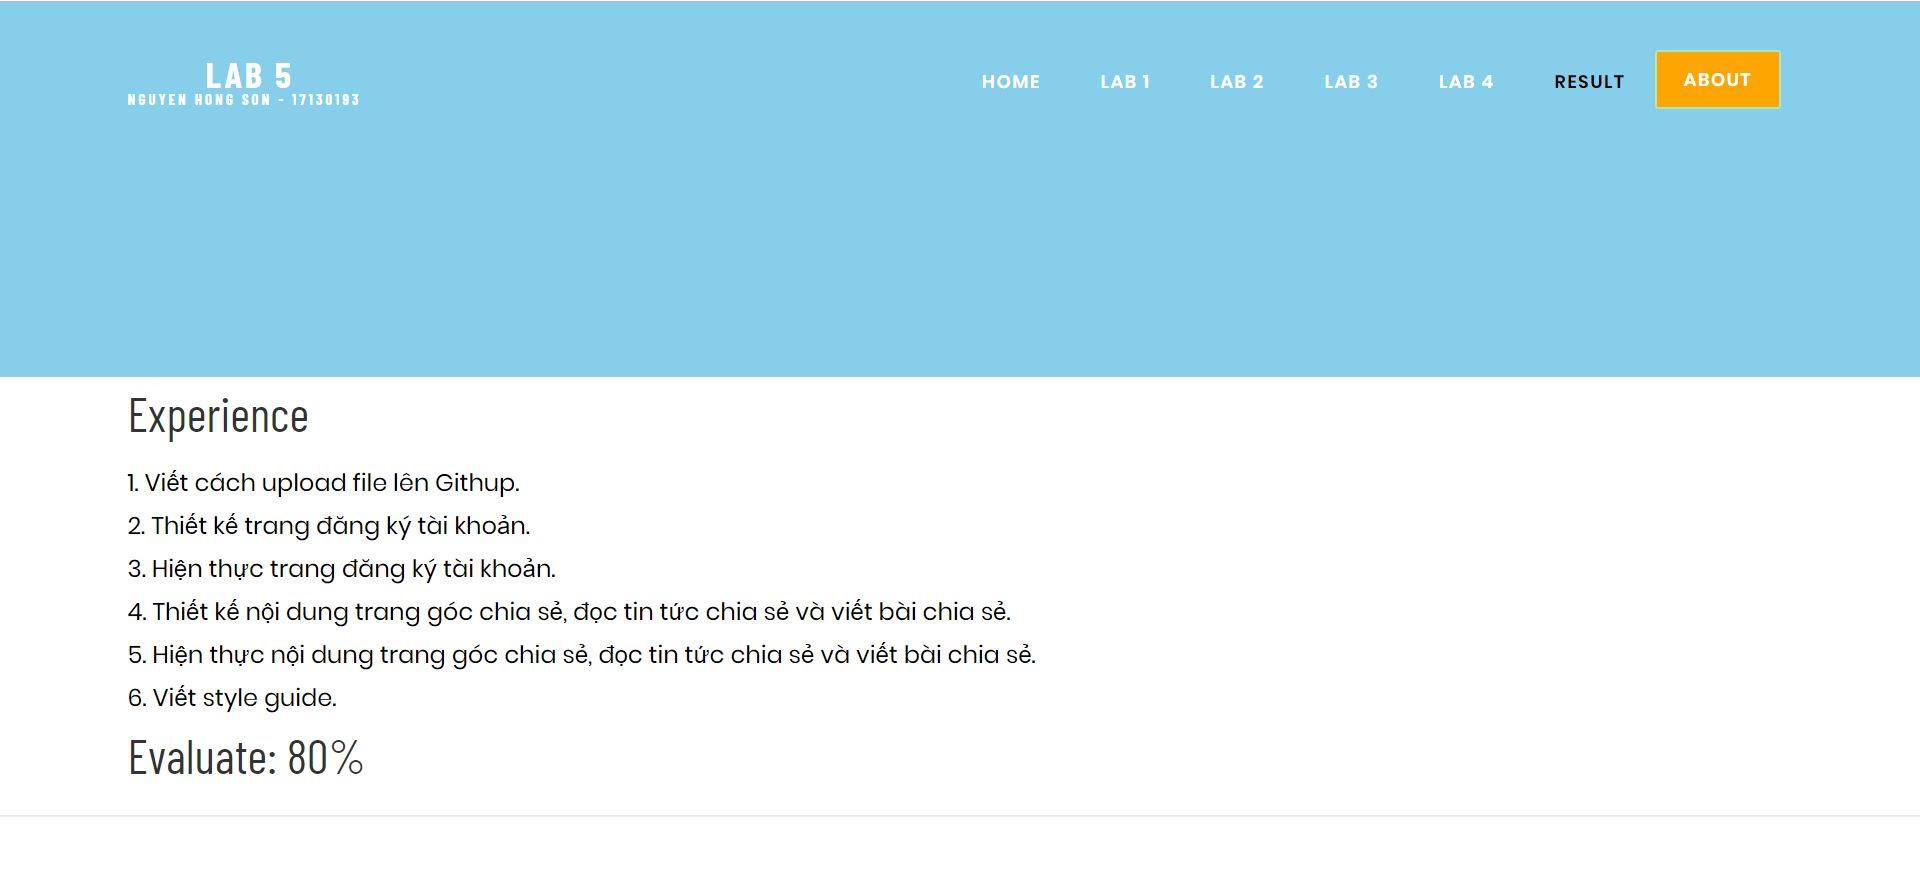 LAB 5
NGUYEN HONG SON - 17130193
HOME LAB 1 LAB 2 LAB 3 LAB 4 RESULT ABOUT
Experience
1. Viết cách upload file lên Githup.
2. Thiết kế trang đăng ký tài khoản.
3. Hiện thực trang đăng ký tài khoản.
4. Thiết kế nội dung trang góc chia sẻ, đọc tin tức chia sẻ và viết bài chia sẻ.
5. Hiện thực nội dung trang góc chia sẻ, đọc tin tức chia sẻ và viết bài chia sẻ.
6. Viết style guide.
Evaluate: 80%